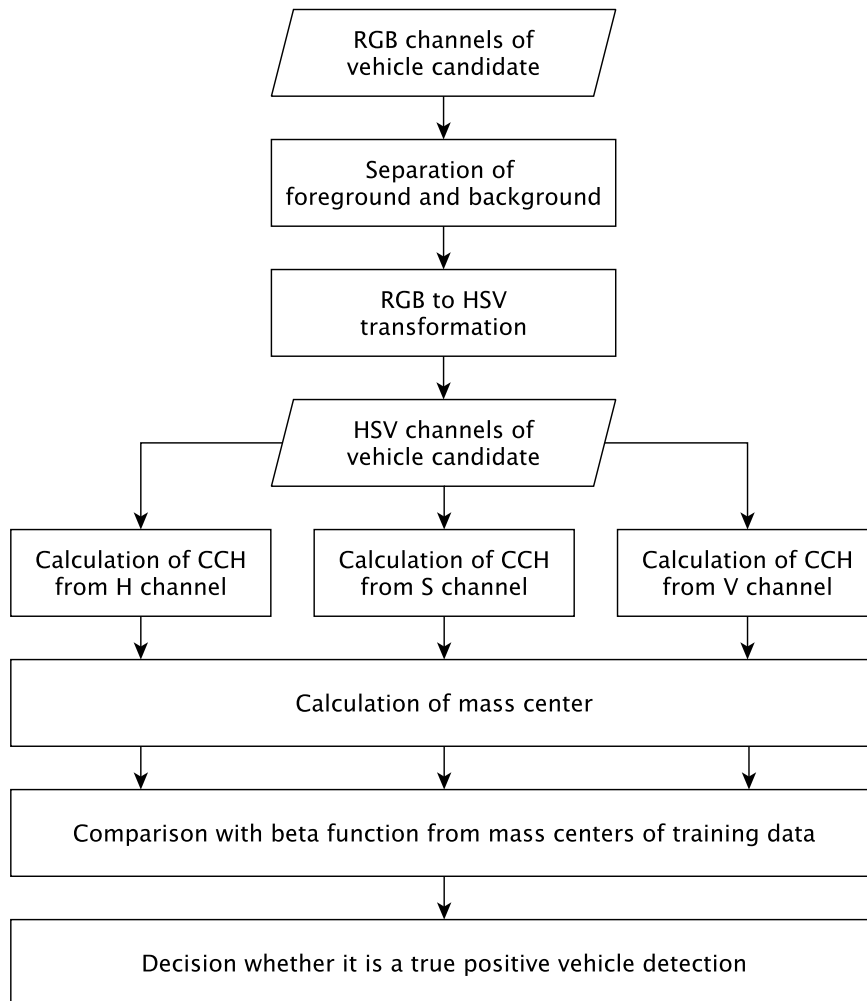 RGB channels of
vehicle candidate
Separation of
foreground and background
RGB to HSV
transformation
HSV channels of
vehicle candidate
Calculation of CCH
from H channel
Calculation of CCH
from S channel
Calculation of CCH
from V channel
Calculation of mass center
Comparison with beta function from mass centers of training data
Decision whether it is a true positive vehicle detection